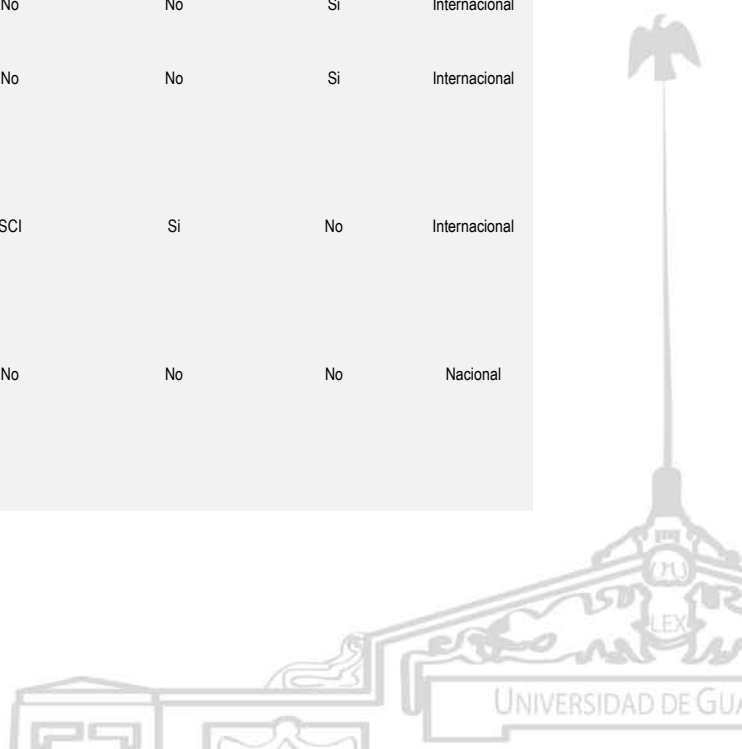 No No Si Internacional
No No Si Internacional
SCI Si No Internacional
No No No Nacional
LEX
UNIVERSIDAD DE GUA